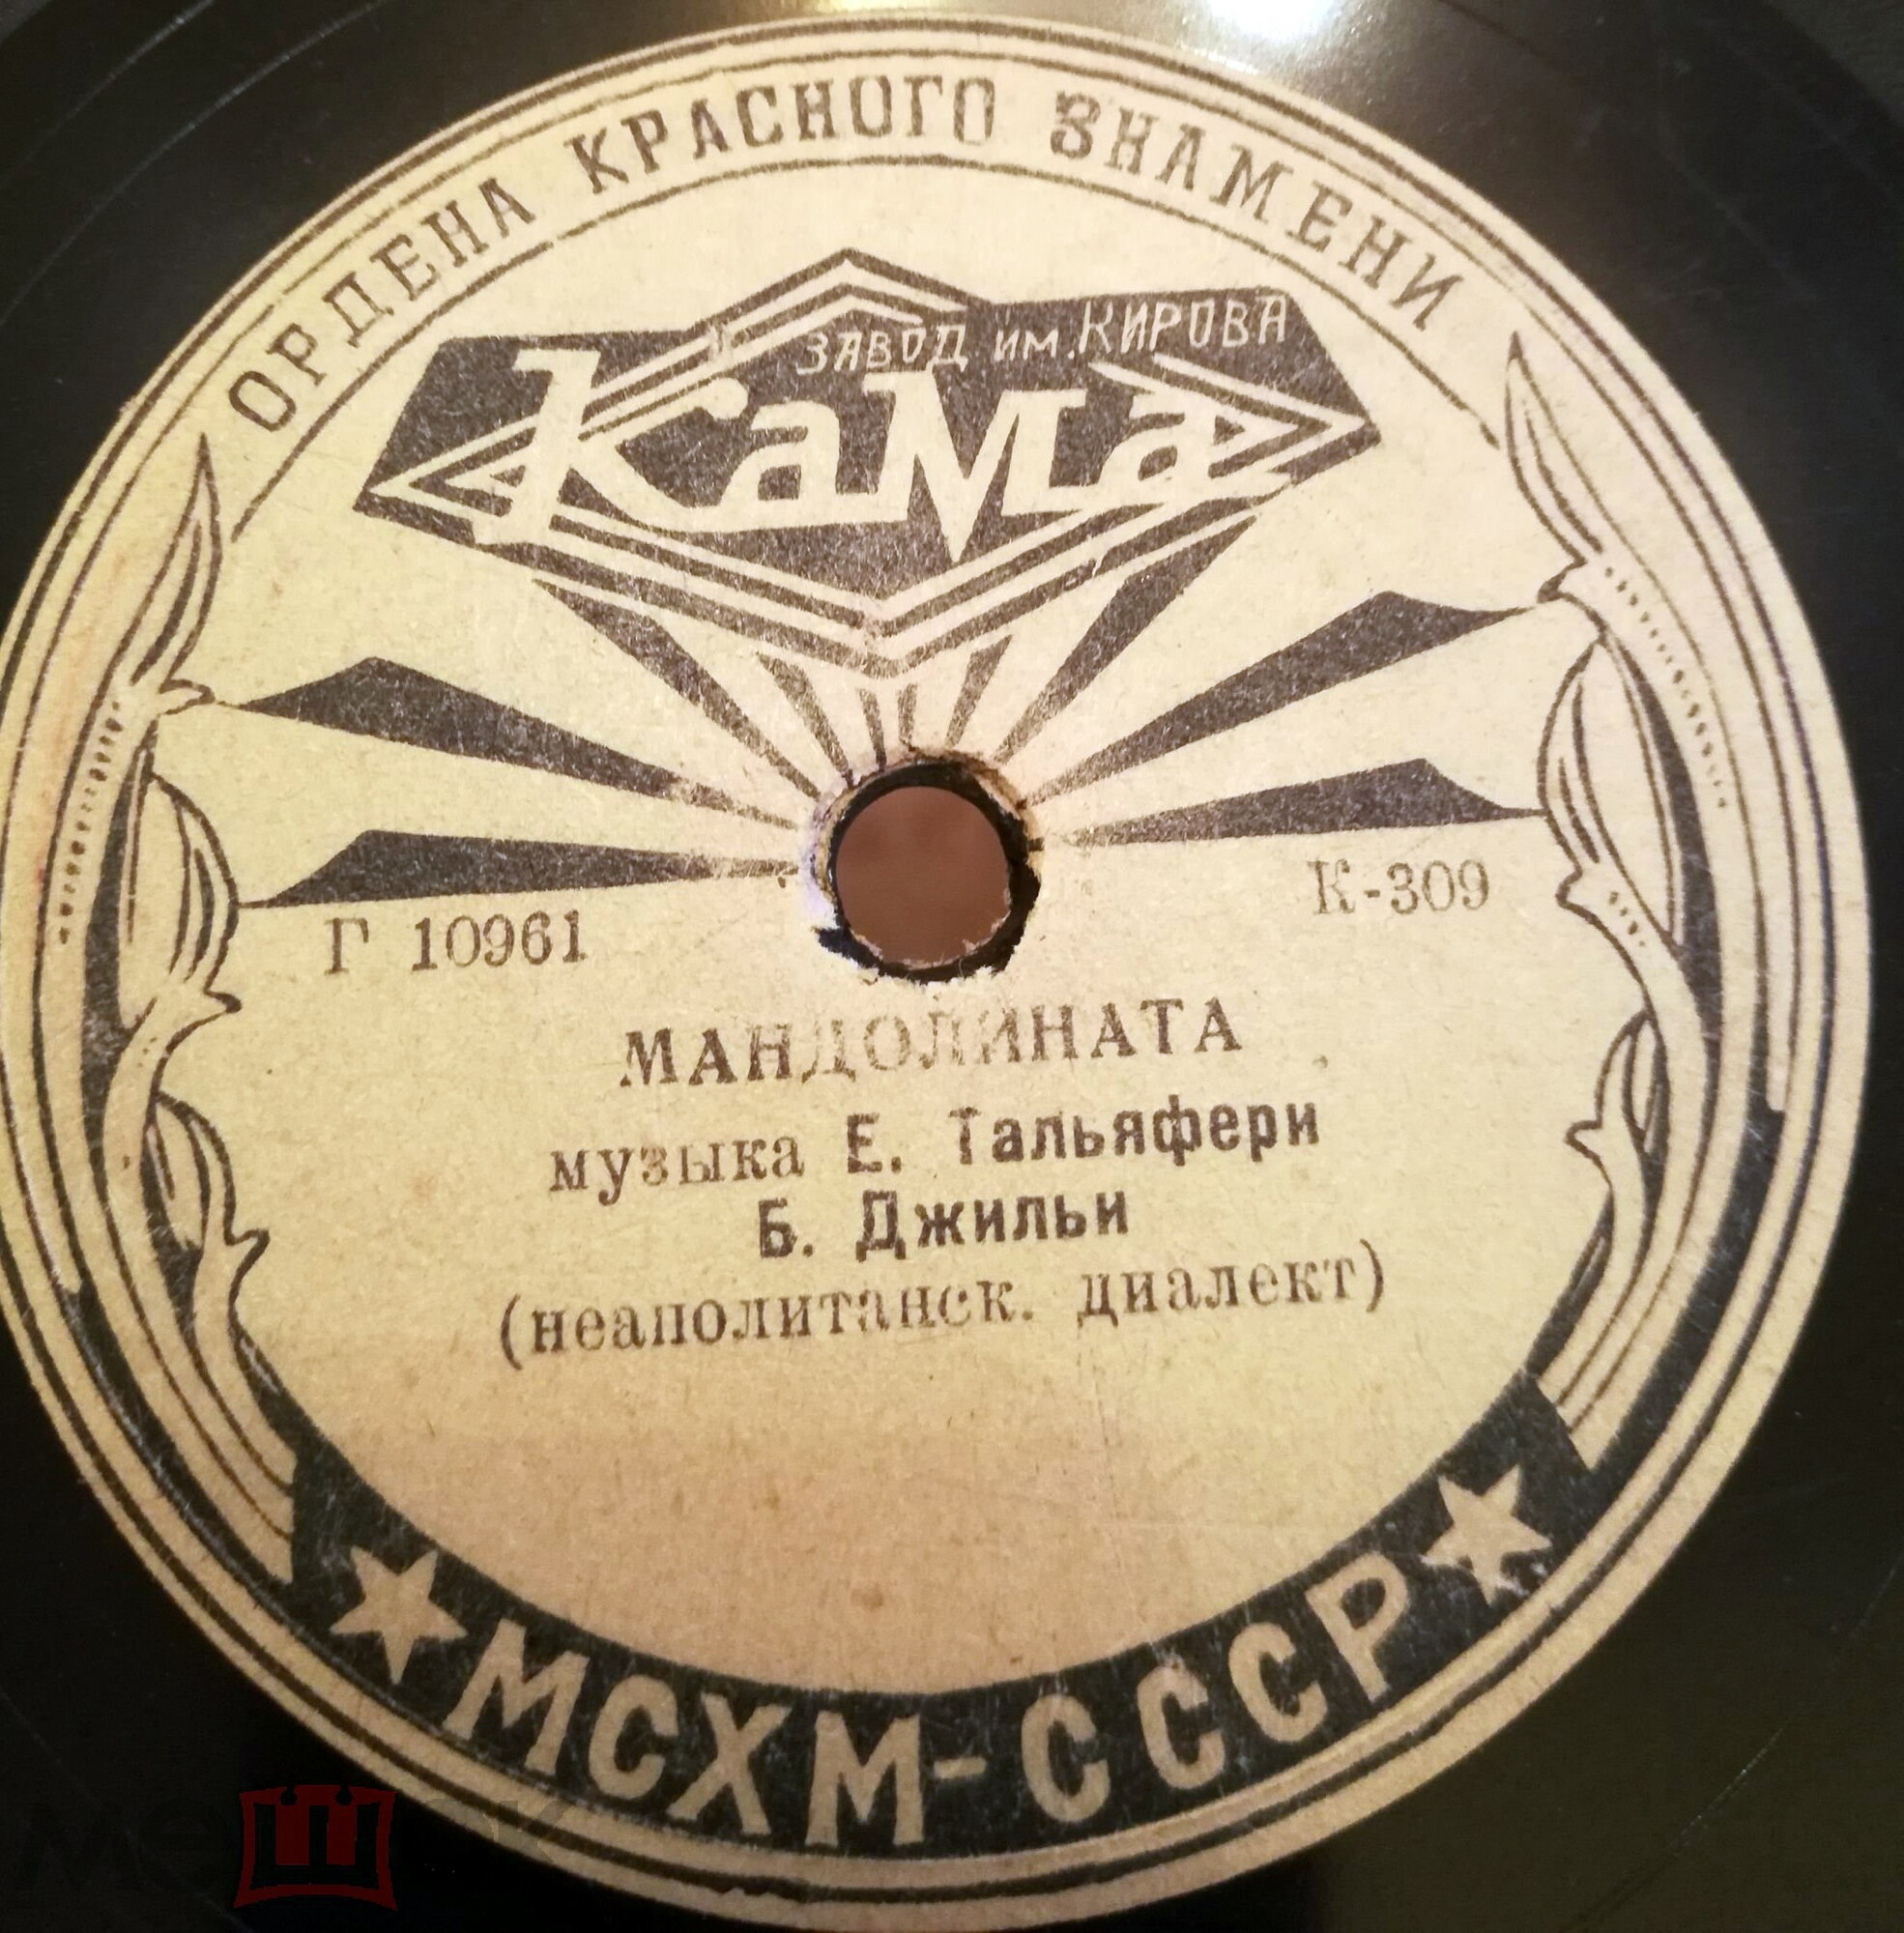 ОРДЕНА КРАСНОГО ЗНАМЕНИ
ЗАВОД им. КИРОВА
КаМа
Г 10961
К-309
МАНДОЛИНАТА
музыка Е. Тальяфери
Б. Джильи
(неаполитанск. диалект)
МСХМ-СССР